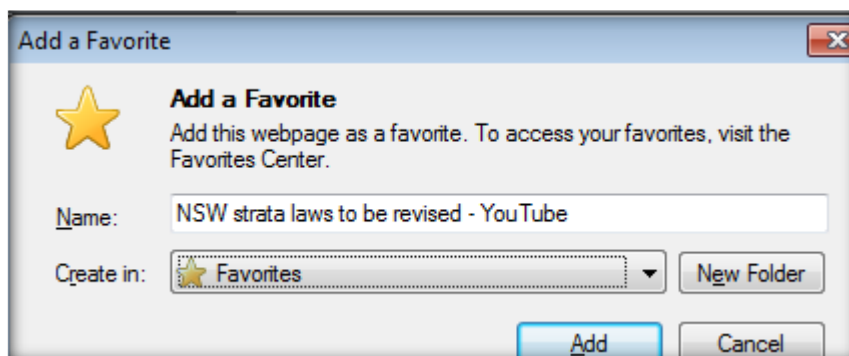 Add a Favorite
Add a Favorite
Add this webpage as a favorite. To access your favorites, visit the
Favorites Center.
Name: NSW strata laws to be revised - YouTube
Create in: Favorites New Folder
Add Cancel